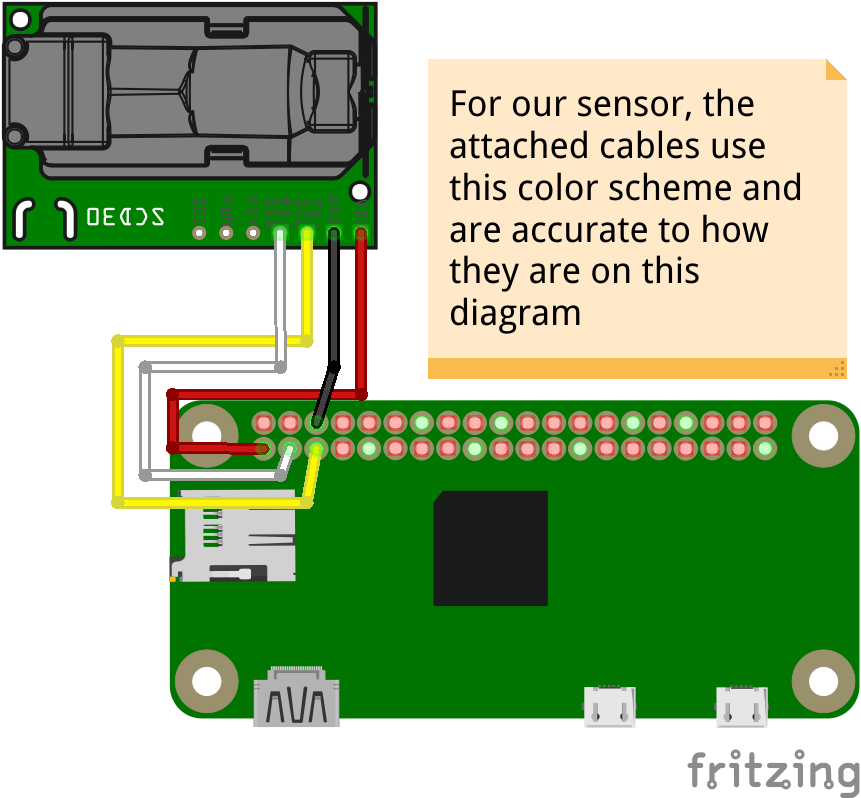 For our sensor, the
attached cables use
this color scheme and
are accurate to how
they are on this
diagram
SCD30
fritzing